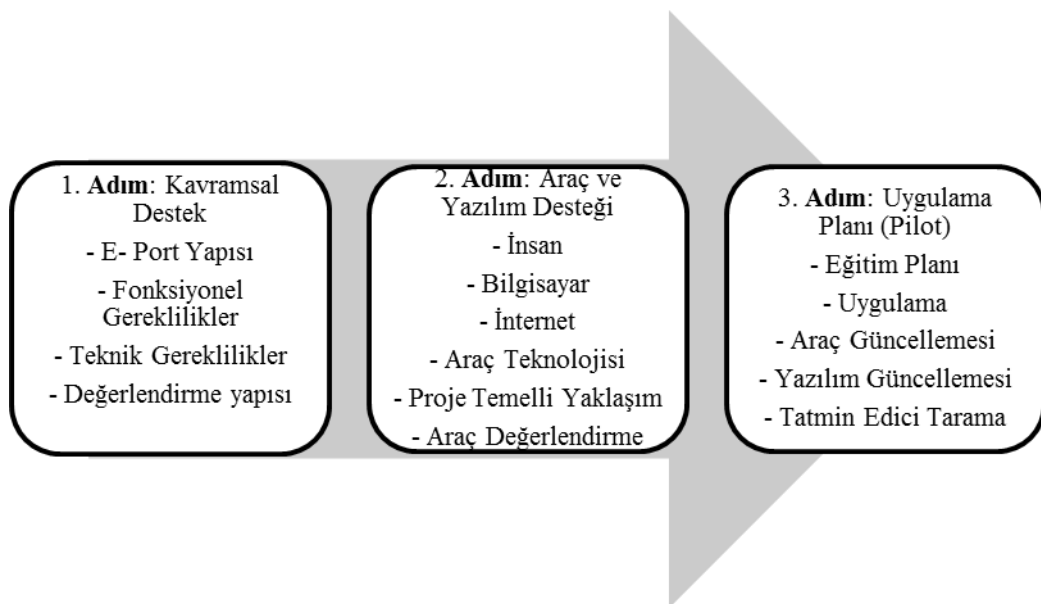 1. Adım: Kavramsal
Destek
- E- Port Yapısı
- Fonksiyonel
Gereklilikler
- Teknik Gereklilikler
- Değerlendirme yapısı
2. Adım: Araç ve
Yazılım Desteği
- İnsan
- Bilgisayar
- İnternet
- Araç Teknolojisi
- Proje Temelli Yaklaşım
- Araç Değerlendirme
3. Adım: Uygulama
Planı (Pilot)
- Eğitim Planı
- Uygulama
- Araç Güncellemesi
- Yazılım Güncellemesi
- Tatmin Edici Tarama